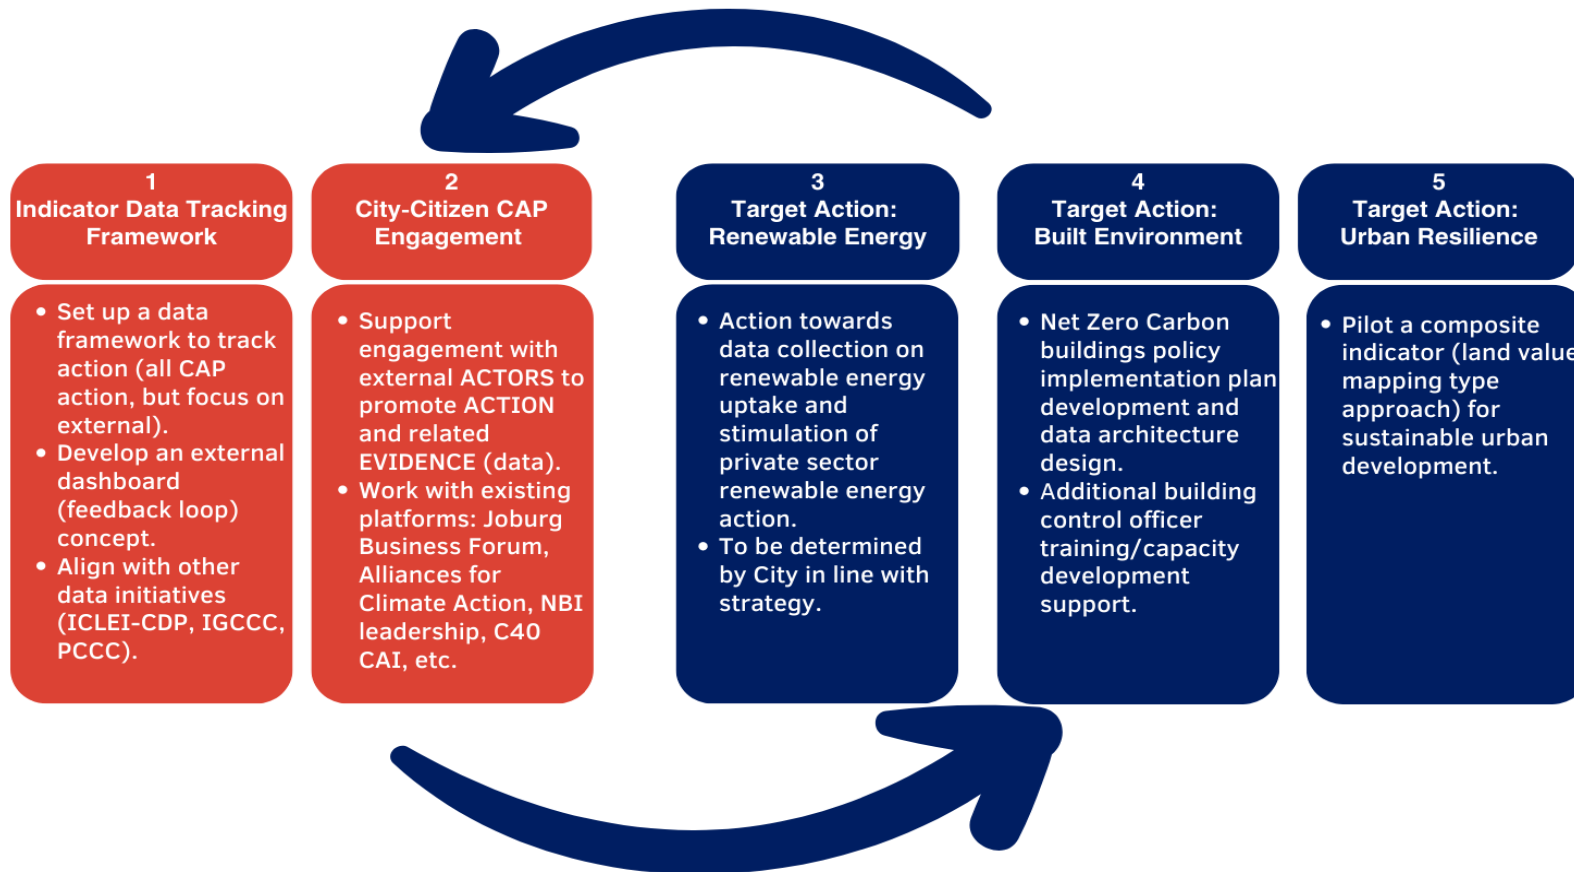 1
Indicator Data Tracking
Framework
• Set up a data
framework to track
action (all CAP
action, but focus on
external).
• Develop an external
dashboard
(feedback loop)
concept.
• Align with other
data initiatives
(ICLEI-CDP, IGCCC,
PCCC).
2
City-Citizen CAP
Engagement
• Support
engagement with
external ACTORS to
promote ACTION
and related
EVIDENCE (data).
• Work with existing
platforms: Joburg
Business Forum,
Alliances for
Climate Action, NBI
leadership, C40
CAI, etc.
3
Target Action:
Renewable Energy
• Action towards
data collection on
renewable energy
uptake and
stimulation of
private sector
renewable energy
action.
• To be determined
by City in line with
strategy.
4
Target Action:
Built Environment
• Net Zero Carbon
buildings policy
implementation plan
development and
data architecture
design.
• Additional building
control officer
training/capacity
development
support.
5
Target Action:
Urban Resilience
• Pilot a composite
indicator (land value
mapping type
approach) for
sustainable urban
development.